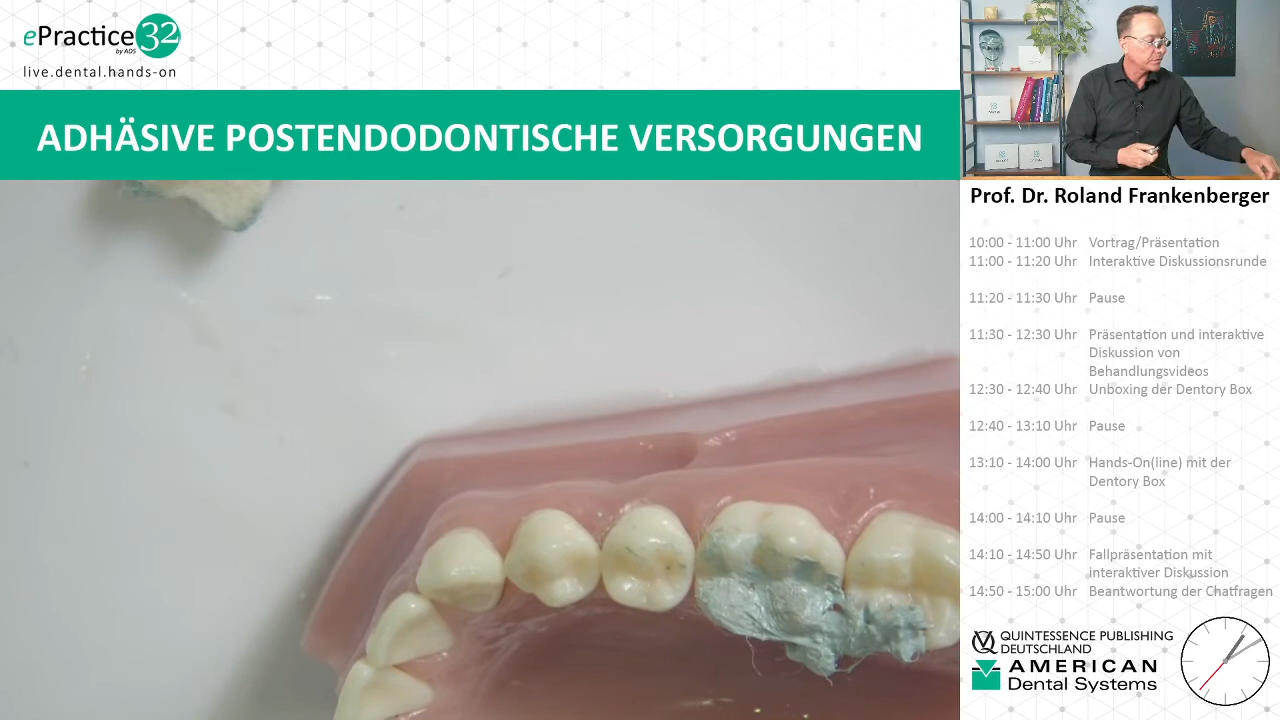 ePractice32
by ADS
live.dental.hands-on
ADHÄSIVE POSTENDODONTISCHE VERSORGUNGEN
Prof. Dr. Roland Frankenberger
10:00 - 11:00 Uhr Vortrag/Präsentation
11:00 - 11:20 Uhr Interaktive Diskussionsrunde
11:20 - 11:30 Uhr Pause
11:30 - 12:30 Uhr Präsentation und interaktive
Diskussion von
Behandlungsvideos
12:30 - 12:40 Uhr Unboxing der Dentory Box
12:40 - 13:10 Uhr Pause
13:10 - 14:00 Uhr Hands-On(line) mit der
Dentory Box
14:00 - 14:10 Uhr Pause
14:10 - 14:50 Uhr Fallpräsentation mit
interaktiver Diskussion
14:50 - 15:00 Uhr Beantwortung der Chatfragen
QUINTESSENCE PUBLISHING
DEUTSCHLAND
AMERICAN
Dental Systems